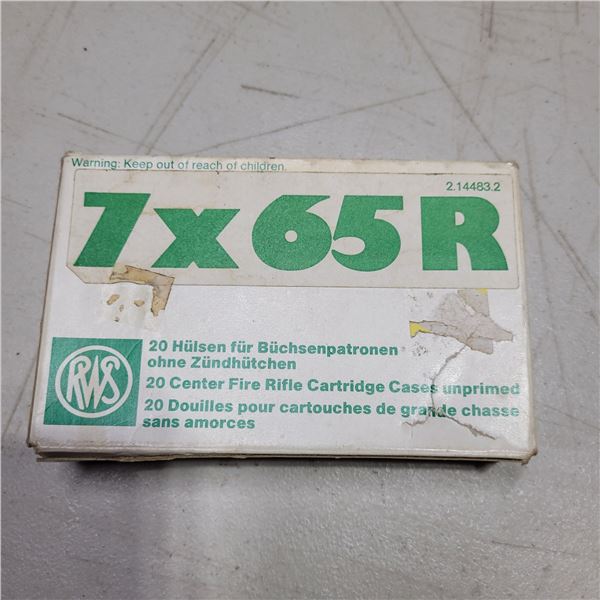 Warning: Keep out of reach of children.
2.14483.2
7x65R
20 Hülsen für Büchsenpatronen
ohne Zündhütchen
RWS
20 Center Fire Rifle Cartridge Cases unprimed
20 Douilles pour cartouches de grande chasse
sans amorces